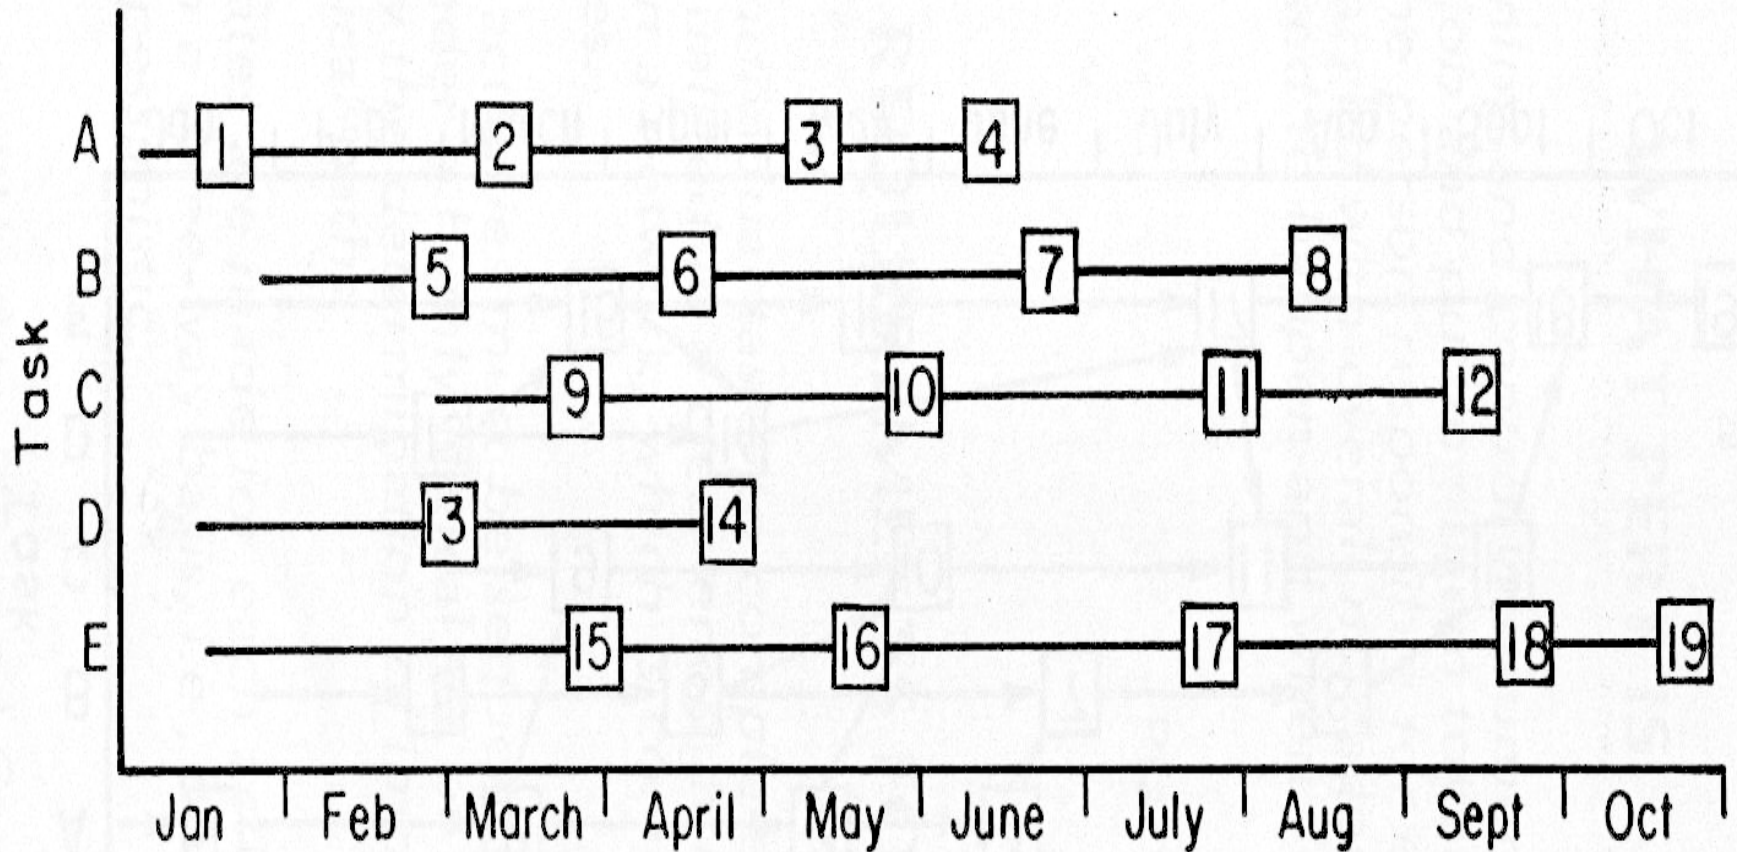 A 1 2 3 4
B 5 6 7 8
Task
C 9 10 11 12
D 13 14
E 15 16 17 18 19
Jan Feb March April May June July Aug Sept Oct